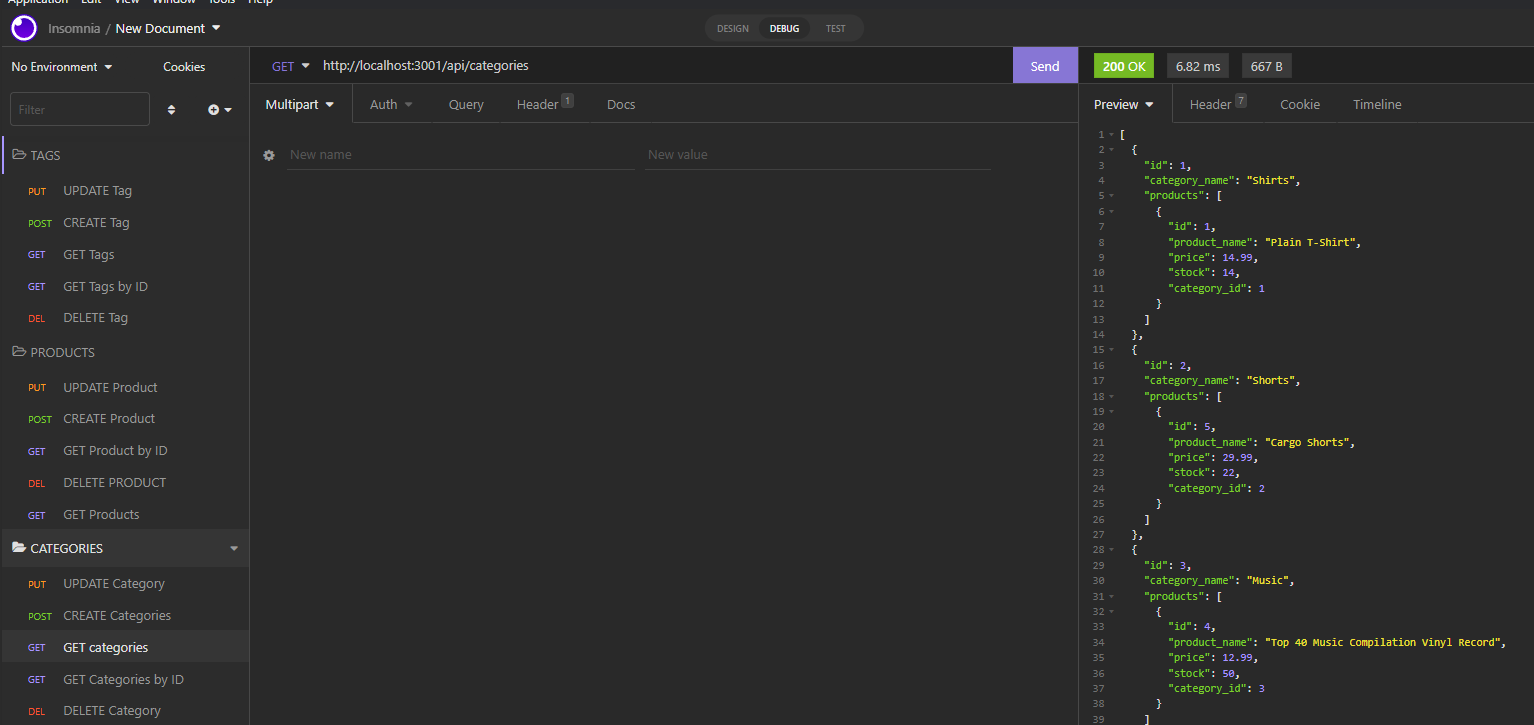 Application Edit View Window Tools Help
Insomnia / New Document
DESIGN DEBUG TEST
No Environment
Cookies
GET http://localhost:3001/api/categories
Send
200 OK 6.82 ms 667 B
Filter
Multipart Auth Query Header 1 Docs
Preview Header 7 Cookie Timeline
New name New value
TAGS
PUT UPDATE Tag
POST CREATE Tag
GET GET Tags
GET GET Tags by ID
DEL DELETE Tag
PRODUCTS
PUT UPDATE Product
POST CREATE Product
GET GET Product by ID
DEL DELETE PRODUCT
GET GET Products
CATEGORIES
PUT UPDATE Category
POST CREATE Categories
GET GET categories
GET GET Categories by ID
DEL DELETE Category
1 [
2 {
3 "id": 1,
4 "category_name": "Shirts",
5 "products": [
6 {
7 "id": 1,
8 "product_name": "Plain T-Shirt",
9 "price": 14.99,
10 "stock": 14,
11 "category_id": 1
12 }
13 ]
14 },
15 {
16 "id": 2,
17 "category_name": "Shorts",
18 "products": [
19 {
20 "id": 5,
21 "product_name": "Cargo Shorts",
22 "price": 29.99,
23 "stock": 22,
24 "category_id": 2
25 }
26 ]
27 },
28 {
29 "id": 3,
30 "category_name": "Music",
31 "products": [
32 {
33 "id": 4,
34 "product_name": "Top 40 Music Compilation Vinyl Record",
35 "price": 12.99,
36 "stock": 50,
37 "category_id": 3
38 }
39 ]